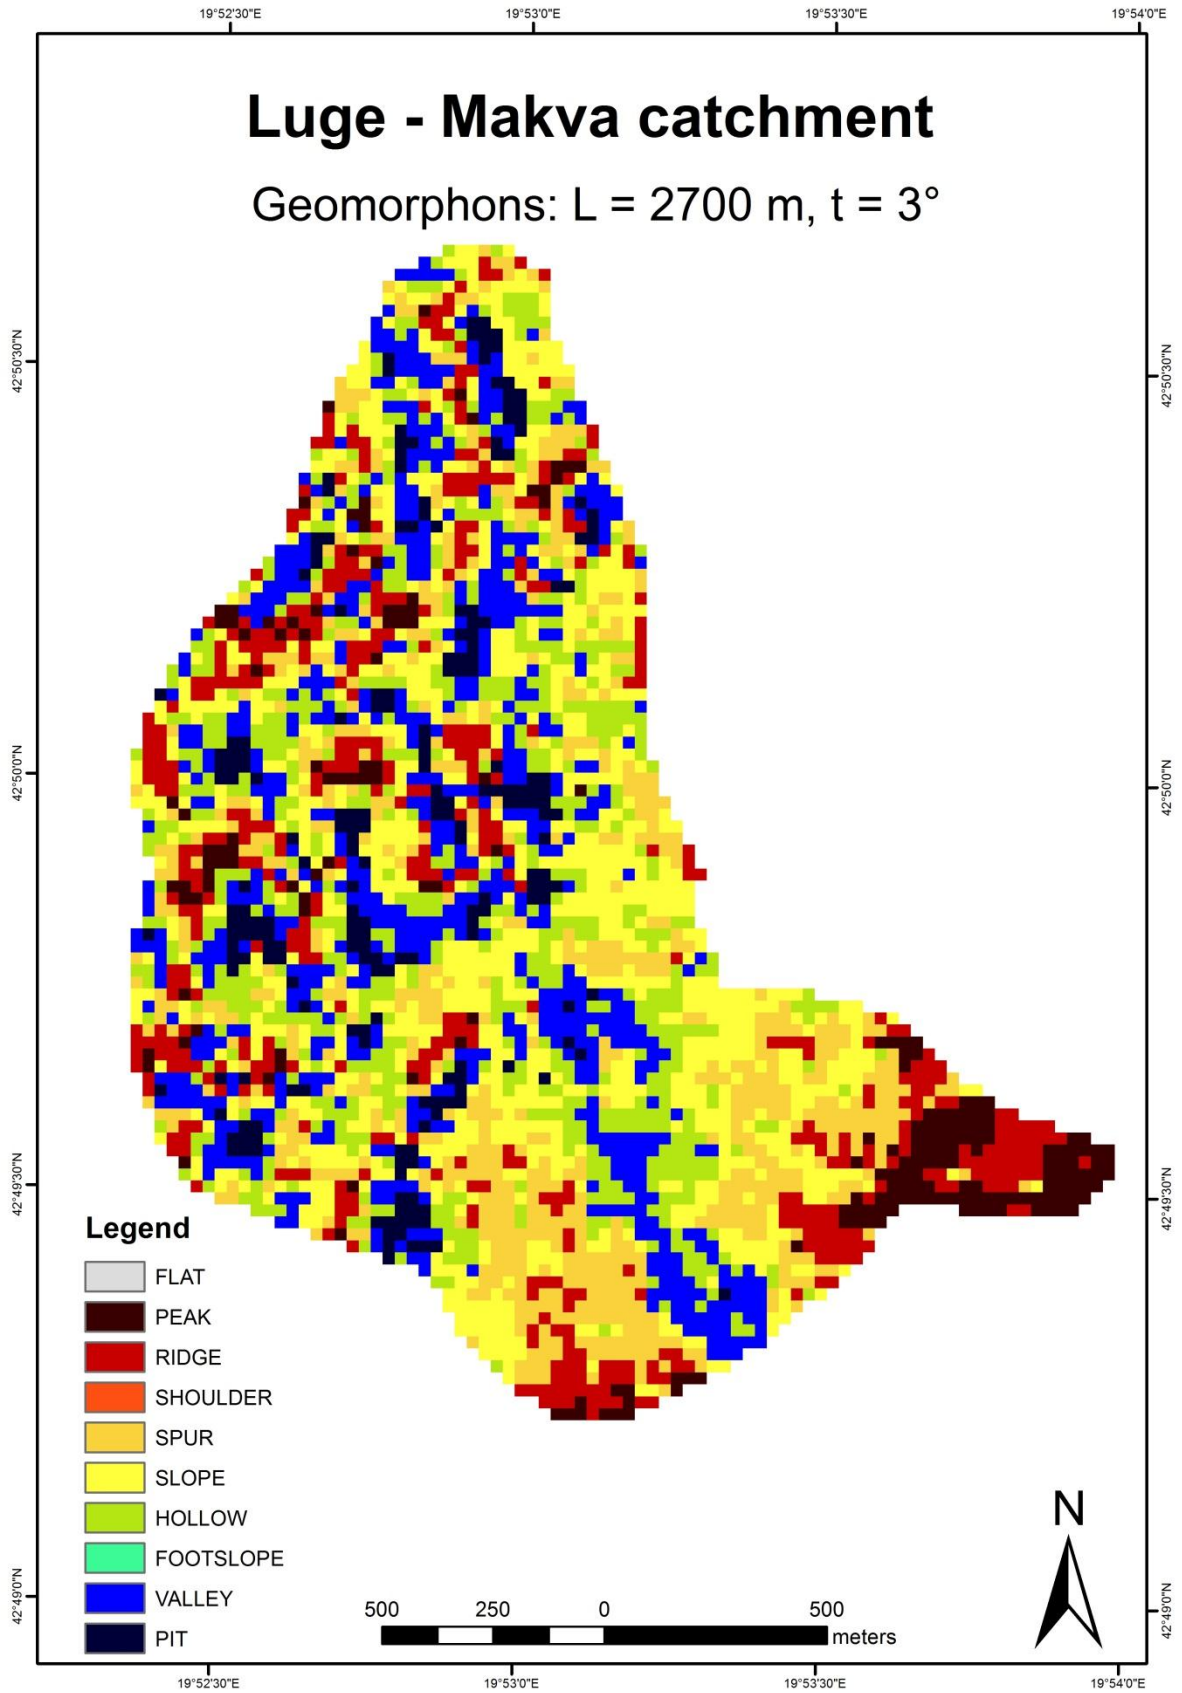 19°52'30"E 19°53'0"E 19°53'30"E 19°54'0"E
Luge - Makva catchment
Geomorphons: L = 2700 m, t = 3°
42°50'30"N 42°50'30"N
42°50'0"N 42°50'0"N
42°49'30"N 42°49'30"N
Legend
FLAT
PEAK
RIDGE
SHOULDER
SPUR
SLOPE
HOLLOW
FOOTSLOPE
VALLEY
PIT
N
42°49'0"N 42°49'0"N
500 250 0 500
meters
19°52'30"E 19°53'0"E 19°53'30"E 19°54'0"E